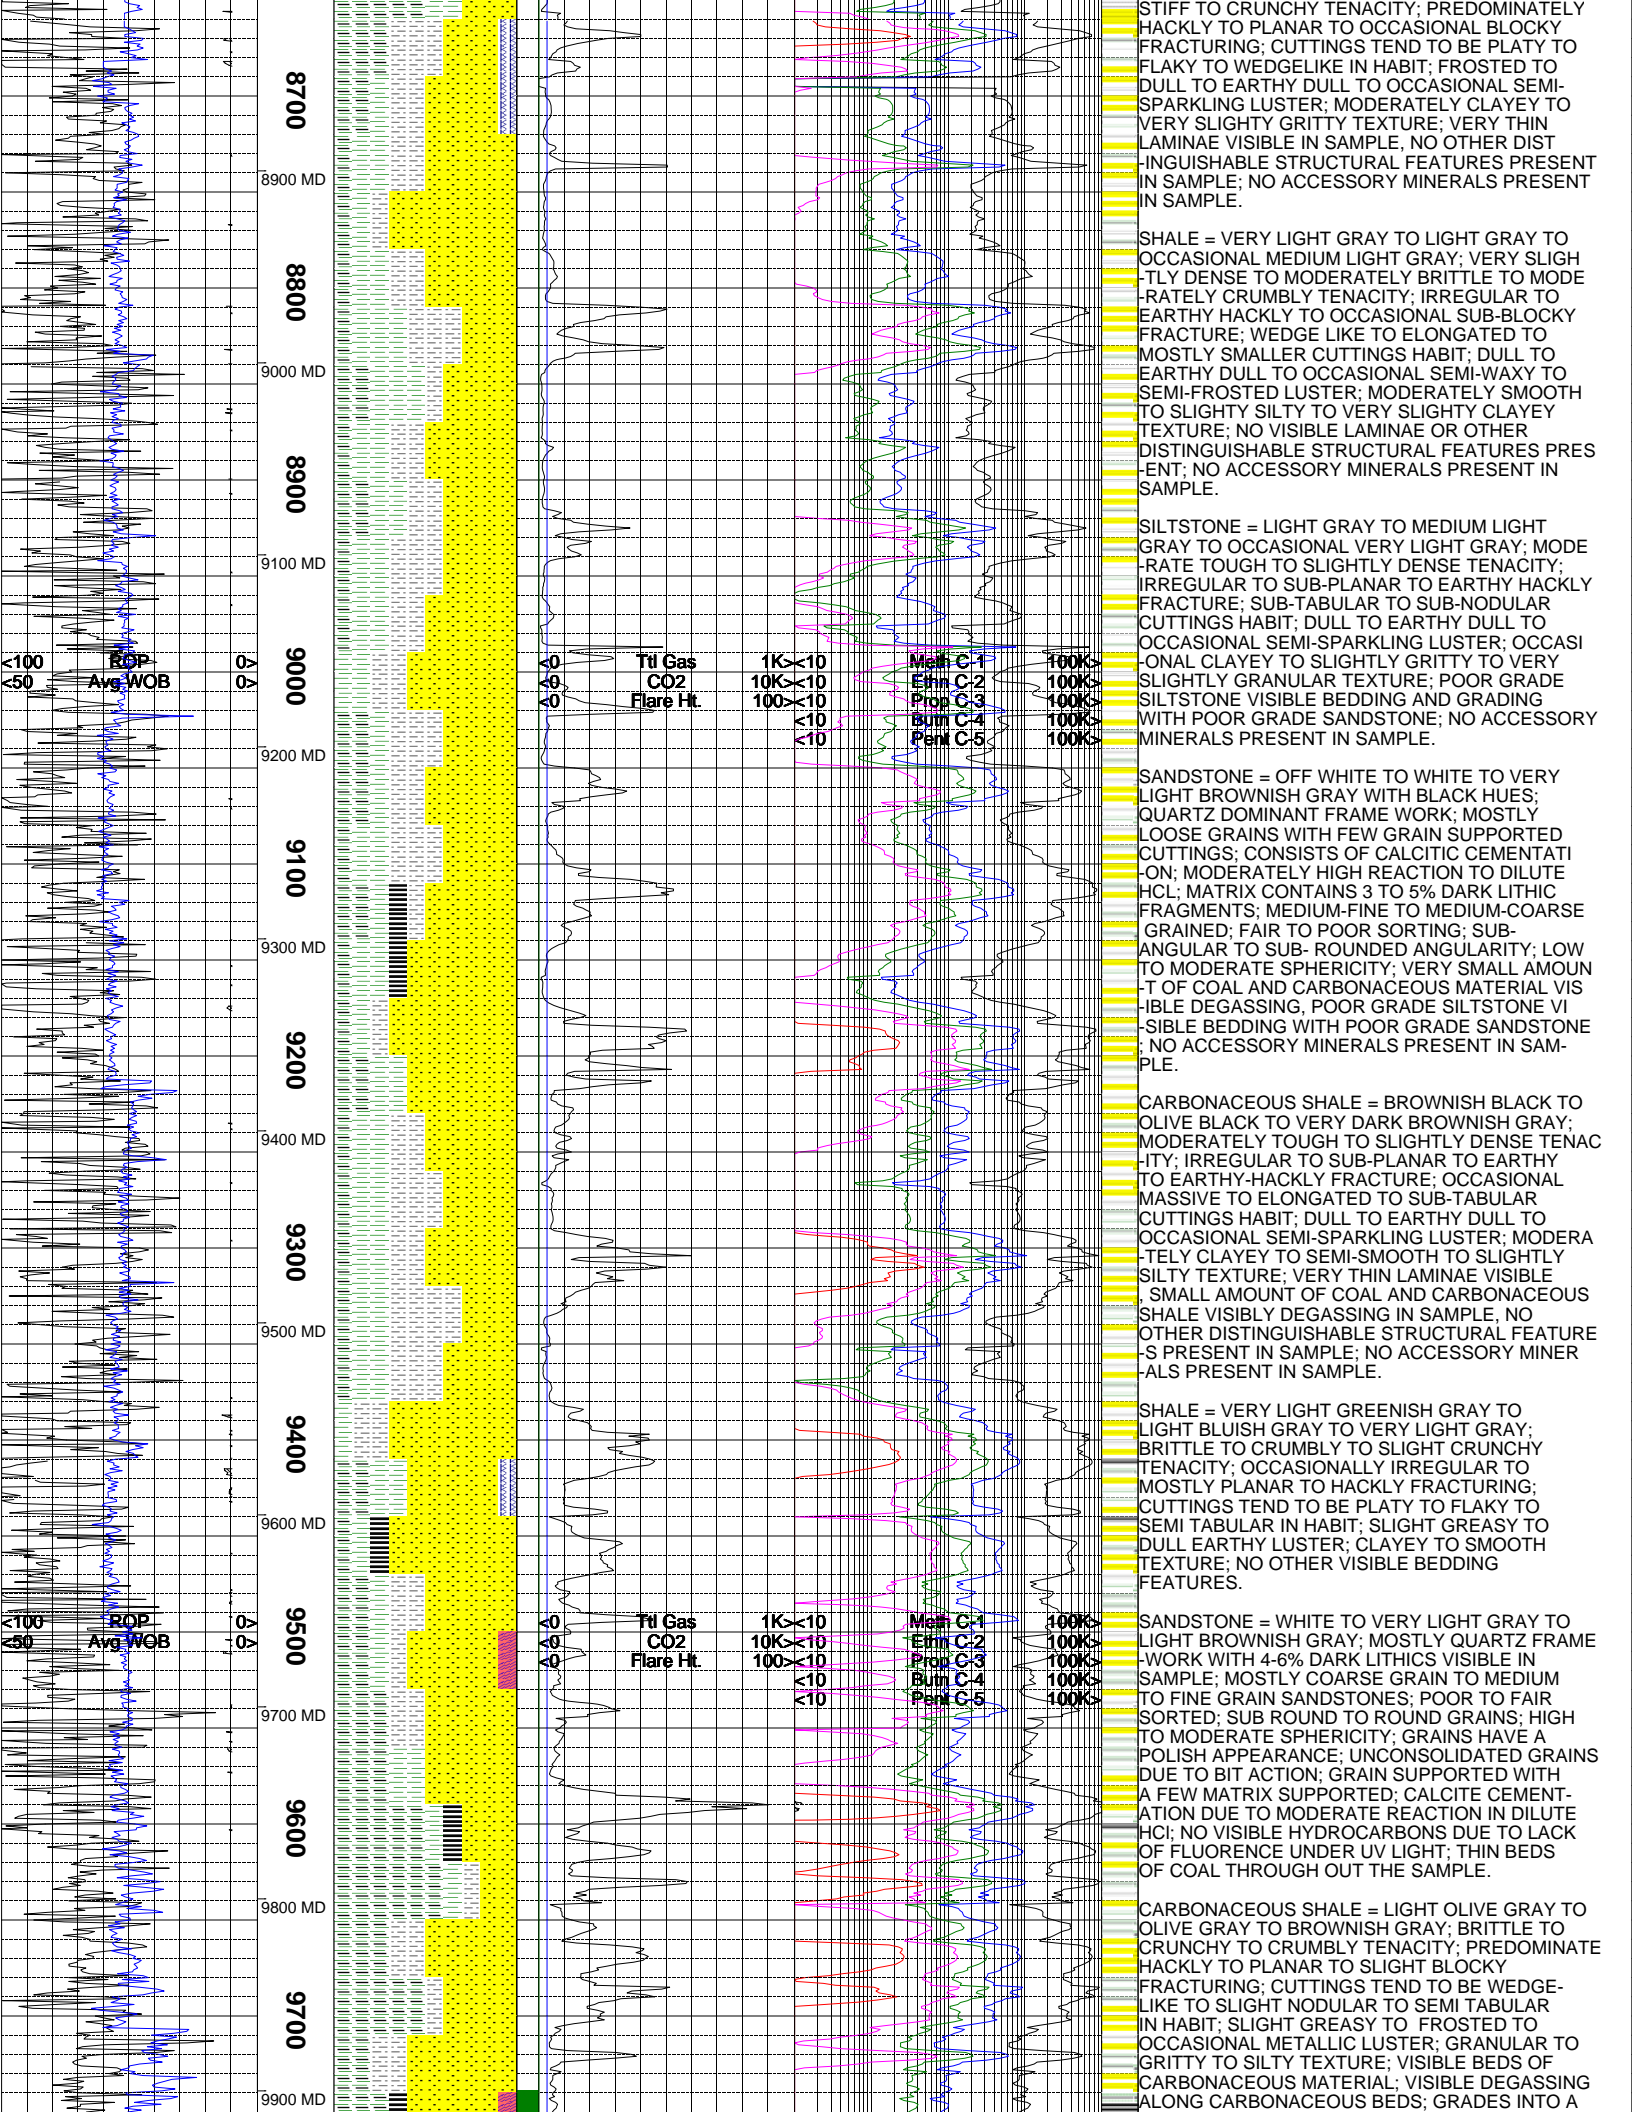 8700
8900 MD
8800
9000 MD
8900
9100 MD
<100 ROP 0>
<50 Avg WOB 0>
9000
<0 Ttl Gas 1K>
<0 CO2 10K>
<0 Flare Ht. 100>
<10 Meth C-1 100K>
<10 Ethn C-2 100K>
<10 Prop C-3 100K>
<10 Butn C-4 100K>
<10 Pent C-5 100K>
9200 MD
9100
9300 MD
9200
9400 MD
9300
9500 MD
9400
9600 MD
<100 ROP 0>
<50 Avg WOB 0>
9500
<0 Ttl Gas 1K>
<0 CO2 10K>
<0 Flare Ht. 100>
<10 Meth C-1 100K>
<10 Ethn C-2 100K>
<10 Prop C-3 100K>
<10 Butn C-4 100K>
<10 Pent C-5 100K>
9700 MD
9600
9800 MD
9700
9900 MD
STIFF TO CRUNCHY TENACITY; PREDOMINATELY
HACKLY TO PLANAR TO OCCASIONAL BLOCKY
FRACTURING; CUTTINGS TEND TO BE PLATY TO
FLAKY TO WEDGELIKE IN HABIT; FROSTED TO
DULL TO EARTHY DULL TO OCCASIONAL SEMI-
SPARKLING LUSTER; MODERATELY CLAYEY TO
VERY SLIGHTY GRITTY TEXTURE; VERY THIN
LAMINAE VISIBLE IN SAMPLE, NO OTHER DIST
-INGUISHABLE STRUCTURAL FEATURES PRESENT
IN SAMPLE; NO ACCESSORY MINERALS PRESENT
IN SAMPLE.
SHALE = VERY LIGHT GRAY TO LIGHT GRAY TO
OCCASIONAL MEDIUM LIGHT GRAY; VERY SLIGH
-TLY DENSE TO MODERATELY BRITTLE TO MODE
-RATELY CRUMBLY TENACITY; IRREGULAR TO
EARTHY HACKLY TO OCCASIONAL SUB-BLOCKY
FRACTURE; WEDGE LIKE TO ELONGATED TO
MOSTLY SMALLER CUTTINGS HABIT; DULL TO
EARTHY DULL TO OCCASIONAL SEMI-WAXY TO
SEMI-FROSTED LUSTER; MODERATELY SMOOTH
TO SLIGHTY SILTY TO VERY SLIGHTY CLAYEY
TEXTURE; NO VISIBLE LAMINAE OR OTHER
DISTINGUISHABLE STRUCTURAL FEATURES PRES
-ENT; NO ACCESSORY MINERALS PRESENT IN
SAMPLE.
SILTSTONE = LIGHT GRAY TO MEDIUM LIGHT
GRAY TO OCCASIONAL VERY LIGHT GRAY; MODE
-RATE TOUGH TO SLIGHTLY DENSE TENACITY;
IRREGULAR TO SUB-PLANAR TO EARTHY HACKLY
FRACTURE; SUB-TABULAR TO SUB-NODULAR
CUTTINGS HABIT; DULL TO EARTHY DULL TO
OCCASIONAL SEMI-SPARKLING LUSTER; OCCASI
-ONAL CLAYEY TO SLIGHTLY GRITTY TO VERY
SLIGHTLY GRANULAR TEXTURE; POOR GRADE
SILTSTONE VISIBLE BEDDING AND GRADING
WITH POOR GRADE SANDSTONE; NO ACCESSORY
MINERALS PRESENT IN SAMPLE.
SANDSTONE = OFF WHITE TO WHITE TO VERY
LIGHT BROWNISH GRAY WITH BLACK HUES;
QUARTZ DOMINANT FRAME WORK; MOSTLY
LOOSE GRAINS WITH FEW GRAIN SUPPORTED
CUTTINGS; CONSISTS OF CALCITIC CEMENTATI
-ON; MODERATELY HIGH REACTION TO DILUTE
HCL; MATRIX CONTAINS 3 TO 5% DARK LITHIC
FRAGMENTS; MEDIUM-FINE TO MEDIUM-COARSE
GRAINED; FAIR TO POOR SORTING; SUB-
ANGULAR TO SUB- ROUNDED ANGULARITY; LOW
TO MODERATE SPHERICITY; VERY SMALL AMOUN
-T OF COAL AND CARBONACEOUS MATERIAL VIS
-IBLE DEGASSING, POOR GRADE SILTSTONE VI
-SIBLE BEDDING WITH POOR GRADE SANDSTONE
; NO ACCESSORY MINERALS PRESENT IN SAM-
PLE.
CARBONACEOUS SHALE = BROWNISH BLACK TO
OLIVE BLACK TO VERY DARK BROWNISH GRAY;
MODERATELY TOUGH TO SLIGHTLY DENSE TENAC
-ITY; IRREGULAR TO SUB-PLANAR TO EARTHY
TO EARTHY-HACKLY FRACTURE; OCCASIONAL
MASSIVE TO ELONGATED TO SUB-TABULAR
CUTTINGS HABIT; DULL TO EARTHY DULL TO
OCCASIONAL SEMI-SPARKLING LUSTER; MODERA
-TELY CLAYEY TO SEMI-SMOOTH TO SLIGHTLY
SILTY TEXTURE; VERY THIN LAMINAE VISIBLE
, SMALL AMOUNT OF COAL AND CARBONACEOUS
SHALE VISIBLY DEGASSING IN SAMPLE, NO
OTHER DISTINGUISHABLE STRUCTURAL FEATURE
-S PRESENT IN SAMPLE; NO ACCESSORY MINER
-ALS PRESENT IN SAMPLE.
SHALE = VERY LIGHT GREENISH GRAY TO
LIGHT BLUISH GRAY TO VERY LIGHT GRAY;
BRITTLE TO CRUMBLY TO SLIGHT CRUNCHY
TENACITY; OCCASIONALLY IRREGULAR TO
MOSTLY PLANAR TO HACKLY FRACTURING;
CUTTINGS TEND TO BE PLATY TO FLAKY TO
SEMI TABULAR IN HABIT; SLIGHT GREASY TO
DULL EARTHY LUSTER; CLAYEY TO SMOOTH
TEXTURE; NO OTHER VISIBLE BEDDING
FEATURES.
SANDSTONE = WHITE TO VERY LIGHT GRAY TO
LIGHT BROWNISH GRAY; MOSTLY QUARTZ FRAME
-WORK WITH 4-6% DARK LITHICS VISIBLE IN
SAMPLE; MOSTLY COARSE GRAIN TO MEDIUM
TO FINE GRAIN SANDSTONES; POOR TO FAIR
SORTED; SUB ROUND TO ROUND GRAINS; HIGH
TO MODERATE SPHERICITY; GRAINS HAVE A
POLISH APPEARANCE; UNCONSOLIDATED GRAINS
DUE TO BIT ACTION; GRAIN SUPPORTED WITH
A FEW MATRIX SUPPORTED; CALCITE CEMENT-
ATION DUE TO MODERATE REACTION IN DILUTE
HCl; NO VISIBLE HYDROCARBONS DUE TO LACK
OF FLUORENCE UNDER UV LIGHT; THIN BEDS
OF COAL THROUGH OUT THE SAMPLE.
CARBONACEOUS SHALE = LIGHT OLIVE GRAY TO
OLIVE GRAY TO BROWNISH GRAY; BRITTLE TO
CRUNCHY TO CRUMBLY TENACITY; PREDOMINATE
HACKLY TO PLANAR TO SLIGHT BLOCKY
FRACTURING; CUTTINGS TEND TO BE WEDGE-
LIKE TO SLIGHT NODULAR TO SEMI TABULAR
IN HABIT; SLIGHT GREASY TO  FROSTED TO
OCCASIONAL METALLIC LUSTER; GRANULAR TO
GRITTY TO SILTY TEXTURE; VISIBLE BEDS OF
CARBONACEOUS MATERIAL; VISIBLE DEGASSING
ALONG CARBONACEOUS BEDS; GRADES INTO A